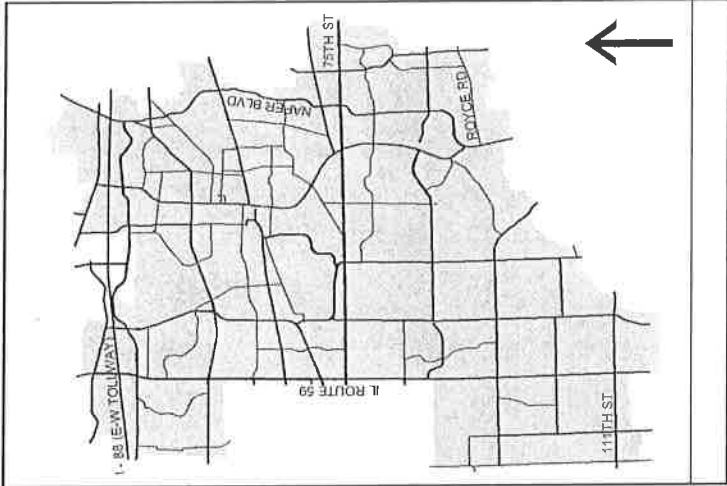 75TH ST
NAPER BLVD
ROYCE RD
I - 88 (E-W TOLLWAY)
IL ROUTE 59
111TH ST